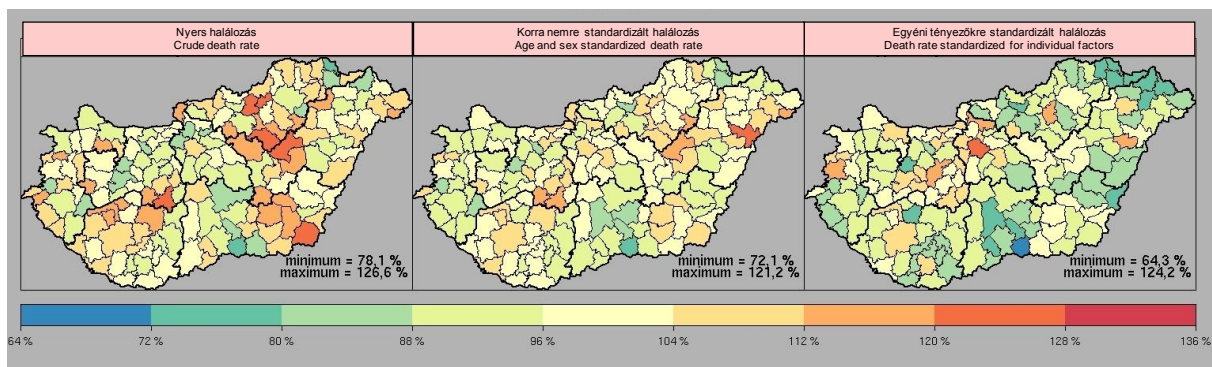 Nyers halálozás
Crude death rate
Korra nemre standardizált halálozás
Age and sex standardized death rate
Egyéni tényezőkre standardizált halálozás
Death rate standardized for individual factors
minimum = 78,1 %
maximum = 126,6 %
minimum = 72,1 %
maximum = 121,2 %
minimum = 64,3 %
maximum = 124,2 %
64 % 72 % 80 % 88 % 96 % 104 % 112 % 120 % 128 % 136 %